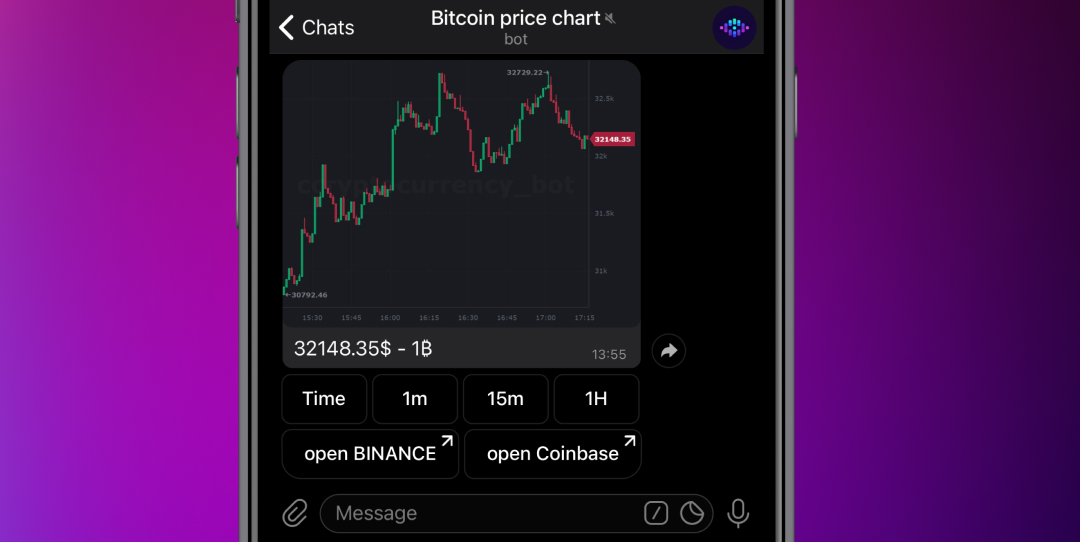 Chats
Bitcoin price chart
bot
32729.22
32.5k
32148.35
32k
cryptocurrency_bot
31.5k
31k
30792.46
15:30 15:45 16:00 16:15 16:30 16:45 17:00 17:15
32148.35$ - 1₿
13:55
Time 1m 15m 1H
open BINANCE open Coinbase
Message